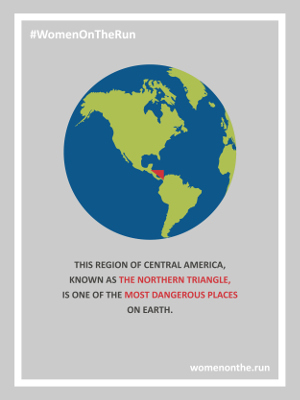 #WomenOnTheRun
THIS REGION OF CENTRAL AMERICA,
KNOWN AS THE NORTHERN TRIANGLE,
IS ONE OF THE MOST DANGEROUS PLACES
ON EARTH.
womenonthe.run